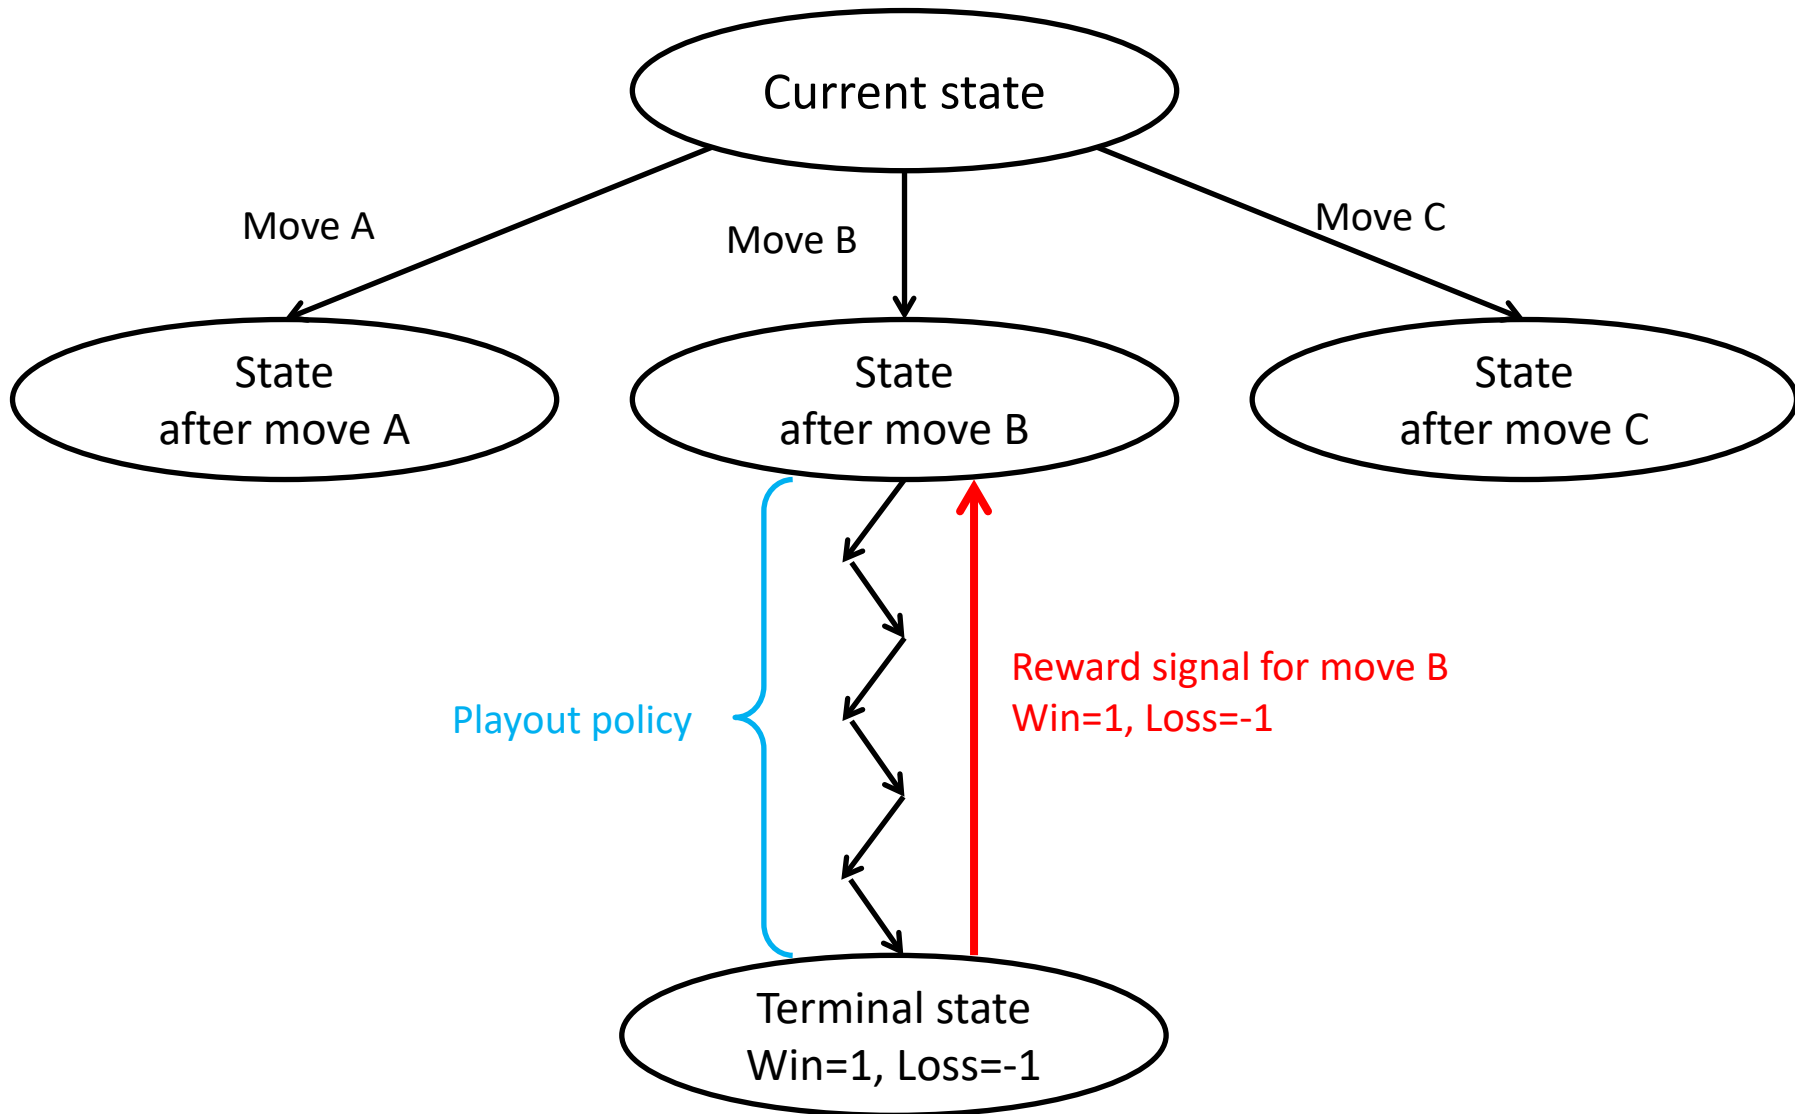 Current state
Move A
Move B
Move C
State
after move A
State
after move B
State
after move C
Playout policy
Reward signal for move B
Win=1, Loss=-1
Terminal state
Win=1, Loss=-1